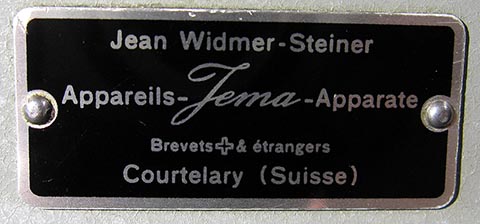 Jean Widmer-Steiner
Appareils-Jema-Apparate
Brevets✚& étrangers
Courtelary (Suisse)